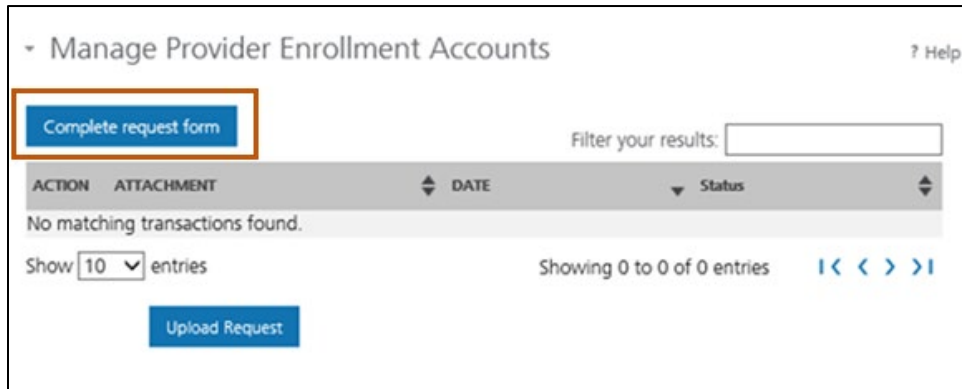 Manage Provider Enrollment Accounts
? Help
Complete request form
Filter your results:
ACTION ATTACHMENT DATE Status
No matching transactions found.
Show 10 entries Showing 0 to 0 of 0 entries
Upload Request